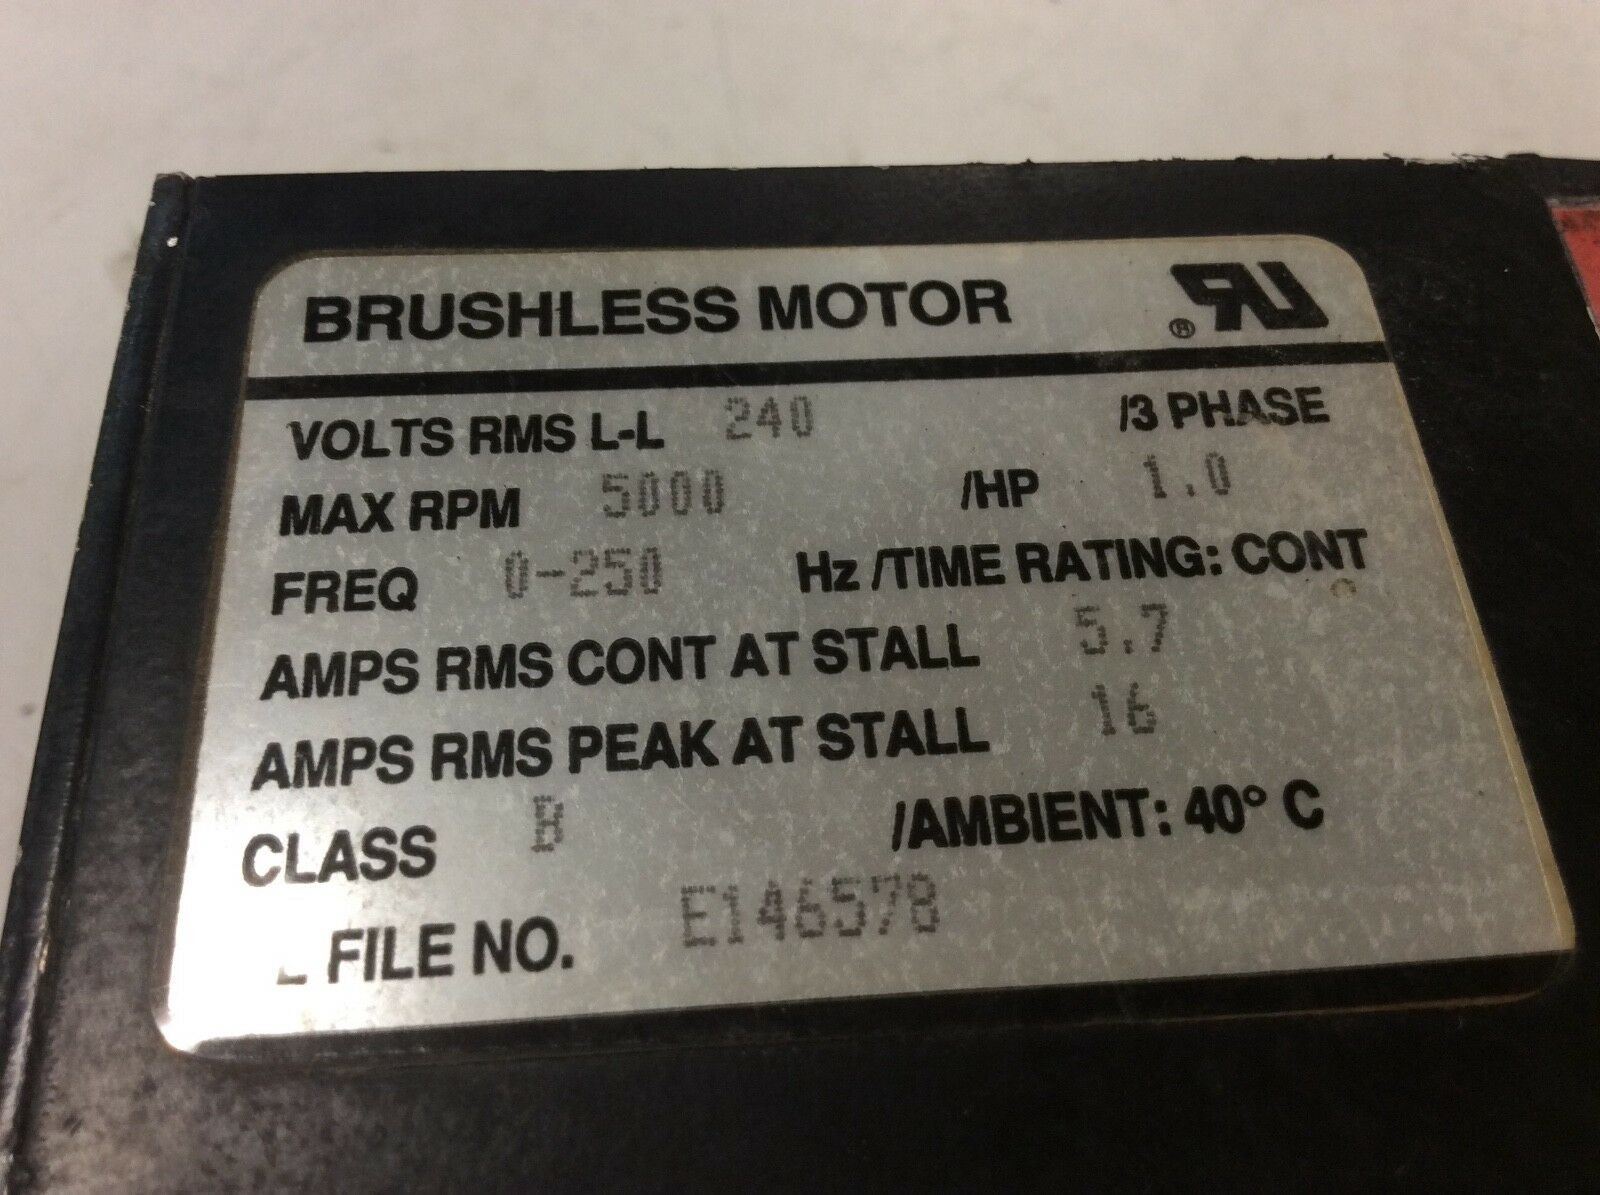 BRUSHLESS MOTOR ®
VOLTS RMS L-L 240 /3 PHASE
MAX RPM 5000 /HP 1.0
FREQ 0-250 Hz /TIME RATING: CONT
AMPS RMS CONT AT STALL 5.7
AMPS RMS PEAK AT STALL
CLASS /AMBIENT: 40° C
FILE NO. E146578